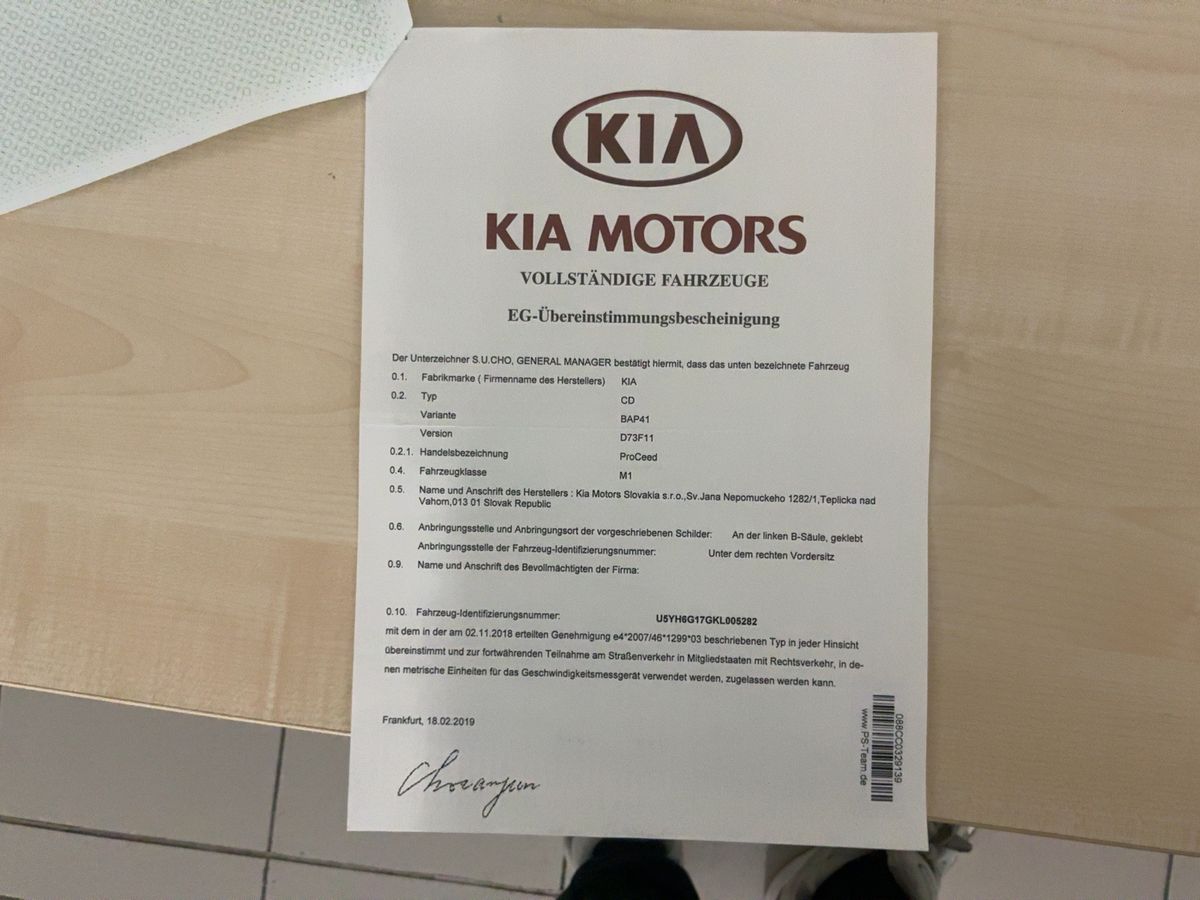 KIA
KIA MOTORS
VOLLSTÄNDIGE FAHRZEUGE
EG-Übereinstimmungsbescheinigung
Der Unterzeichner S.U.CHO, GENERAL MANAGER bestätigt hiermit, dass das unten bezeichnete Fahrzeug
0.1. Fabrikmarke ( Firmenname des Herstellers) KIA
0.2. Typ CD
Variante BAP41
Version D73F11
0.2.1. Handelsbezeichnung ProCeed
0.4. Fahrzeugklasse M1
0.5. Name und Anschrift des Herstellers : Kia Motors Slovakia s.r.o.,Sv.Jana Nepomuckeho 1282/1,Teplicka nad
Vahom,013 01 Slovak Republic
0.6. Anbringungsstelle und Anbringungsort der vorgeschriebenen Schilder: An der linken B-Säule, geklebt
Anbringungsstelle der Fahrzeug-Identifizierungsnummer: Unter dem rechten Vordersitz
0.9. Name und Anschrift des Bevollmächtigten der Firma:
0.10. Fahrzeug-Identifizierungsnummer: U5YH6G17GKL005282
mit dem in der am 02.11.2018 erteilten Genehmigung e4*2007/46*1299*03 beschriebenen Typ in jeder Hinsicht
übereinstimmt und zur fortwährenden Teilnahme am Straßenverkehr in Mitgliedstaaten mit Rechtsverkehr, in de-
nen metrische Einheiten für das Geschwindigkeitsmessgerät verwendet werden, zugelassen werden kann.
Frankfurt, 18.02.2019
088CC0329139
www.PS-Team.de